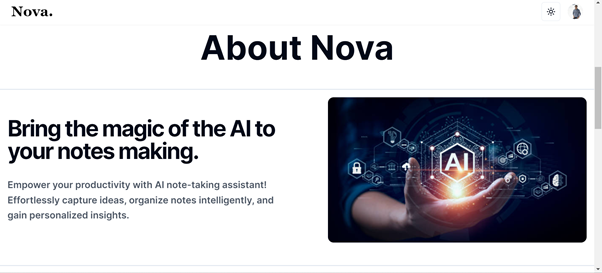 Nova.
About Nova
Bring the magic of the AI to
your notes making.
Empower your productivity with AI note-taking assistant!
Effortlessly capture ideas, organize notes intelligently, and
gain personalized insights.
AI